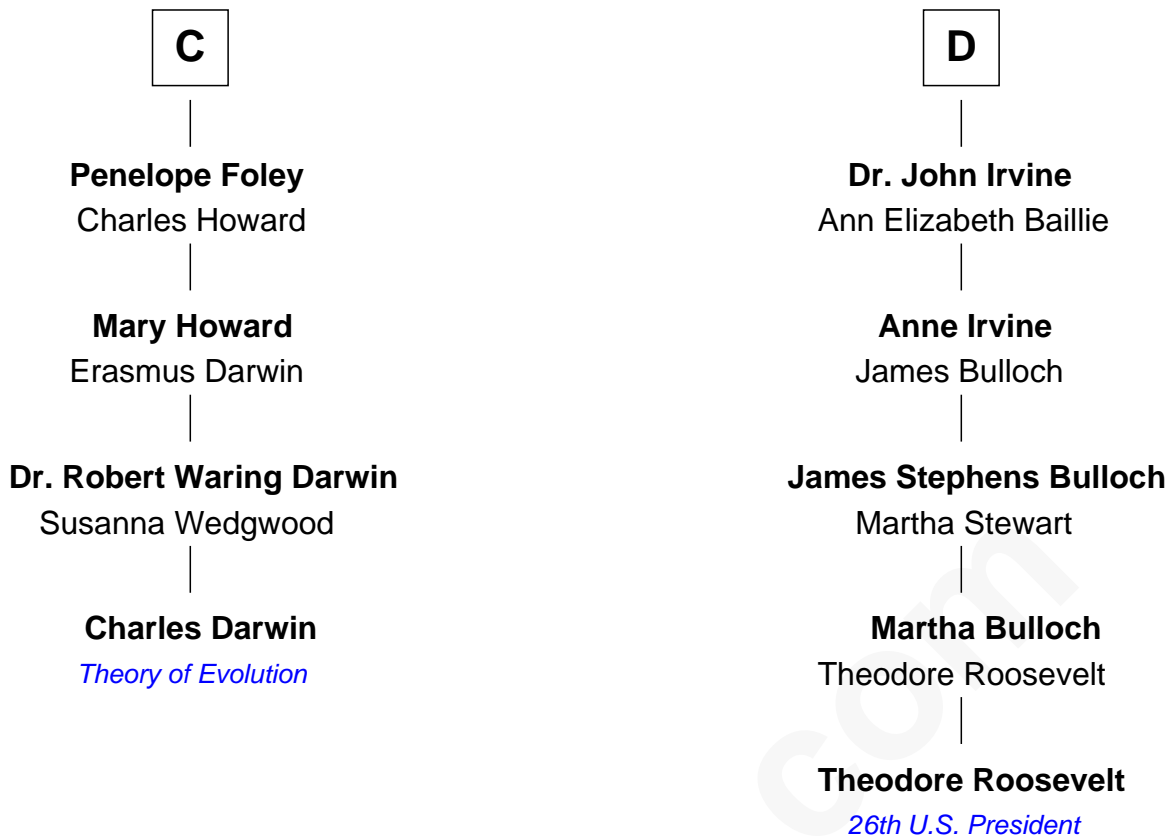 C
Penelope Foley
Charles Howard
Mary Howard
Erasmus Darwin
Dr. Robert Waring Darwin
Susanna Wedgwood
Charles Darwin
Theory of Evolution
D
Dr. John Irvine
Ann Elizabeth Baillie
Anne Irvine
James Bulloch
James Stephens Bulloch
Martha Stewart
Martha Bulloch
Theodore Roosevelt
Theodore Roosevelt
26th U.S. President
com